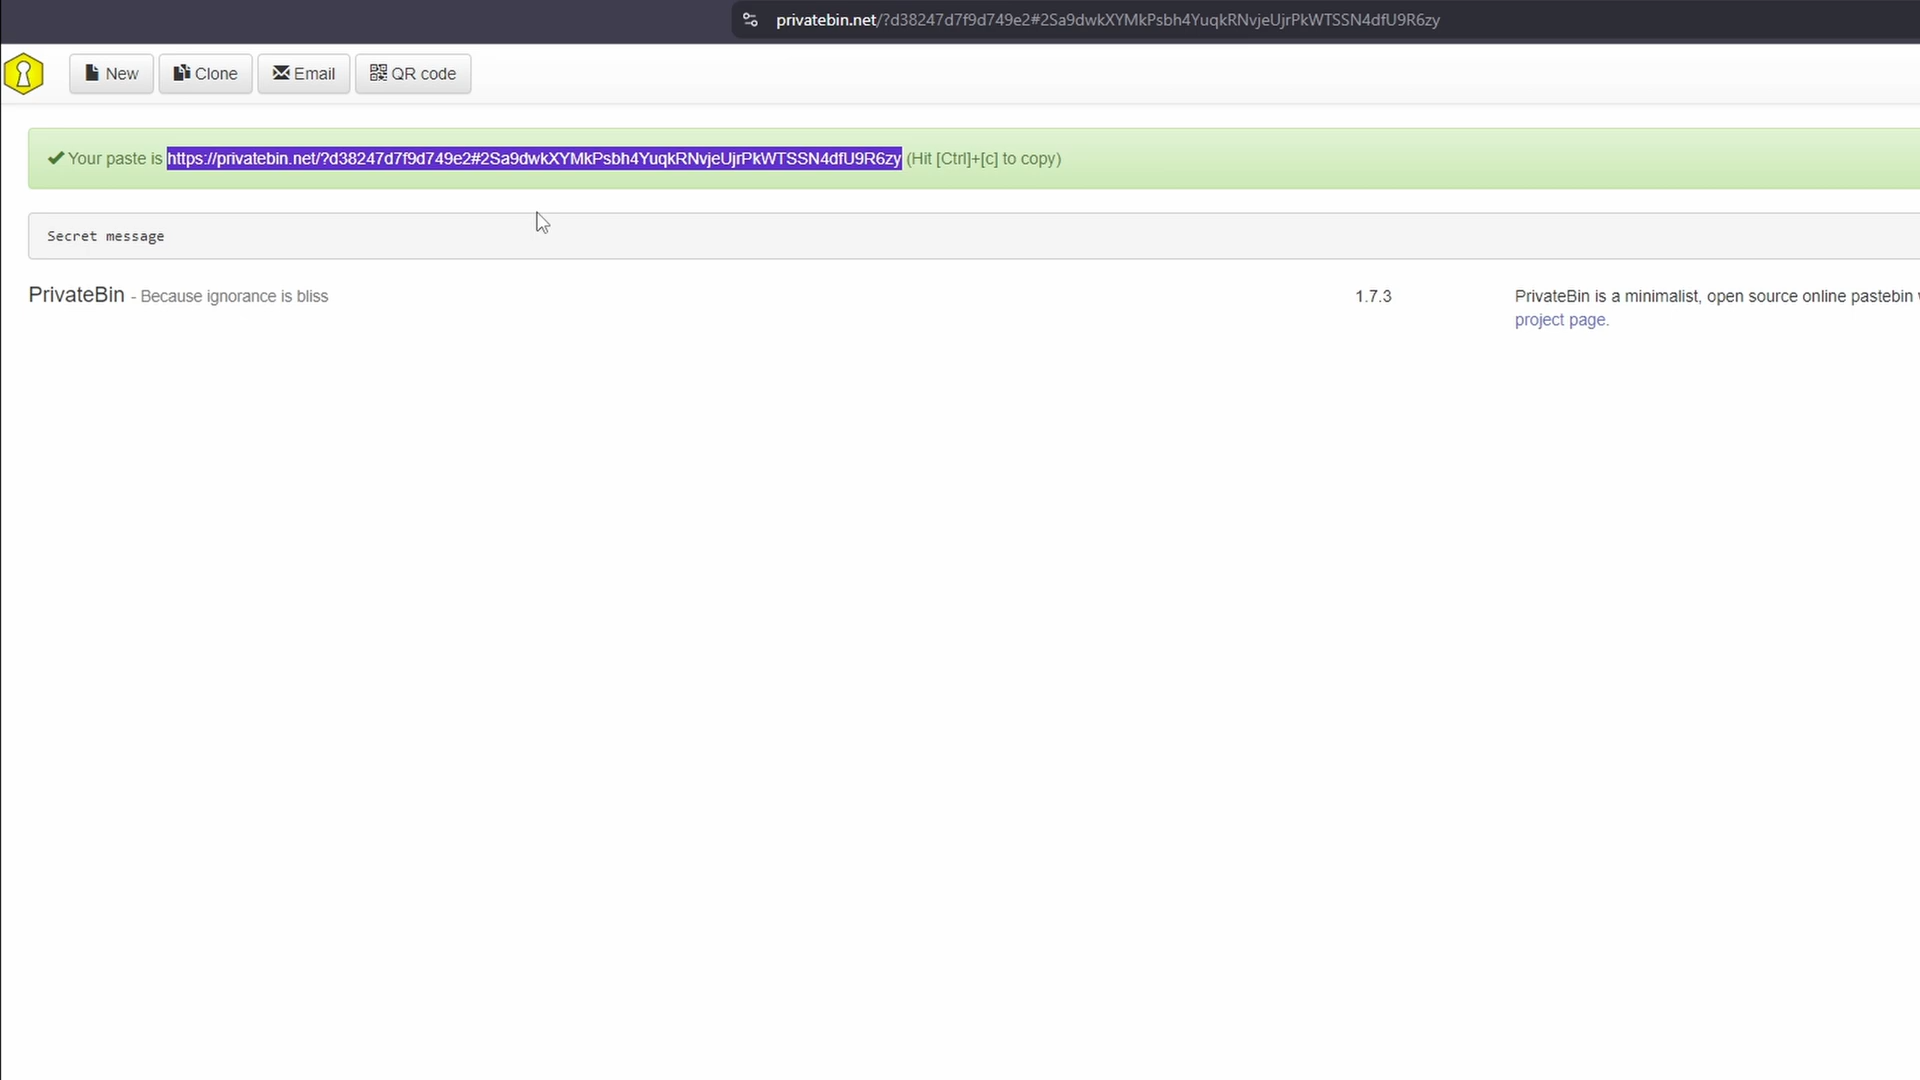 privatebin.net/?d38247d7f9d749e2#2Sa9dwkXYMkPsbh4YuqkRNvjeUjrPkWTSSN4dfU9R6zy
New Clone Email QR code
Your paste is https://privatebin.net/?d38247d7f9d749e2#2Sa9dwkXYMkPsbh4YuqkRNvjeUjrPkWTSSN4dfU9R6zy (Hit [Ctrl]+[c] to copy)
Secret message
PrivateBin - Because ignorance is bliss 1.7.3 PrivateBin is a minimalist, open source online pastebin
project page.